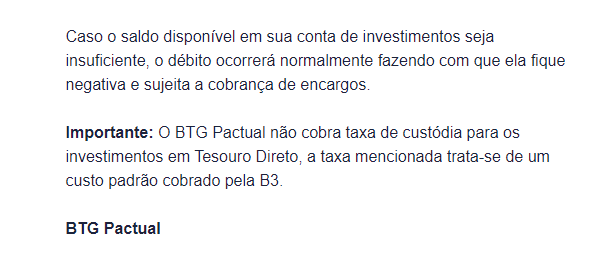 Caso o saldo disponível em sua conta de investimentos seja
insuficiente, o débito ocorrerá normalmente fazendo com que ela fique
negativa e sujeita a cobrança de encargos.
Importante: O BTG Pactual não cobra taxa de custódia para os
investimentos em Tesouro Direto, a taxa mencionada trata-se de um
custo padrão cobrado pela B3.
BTG Pactual